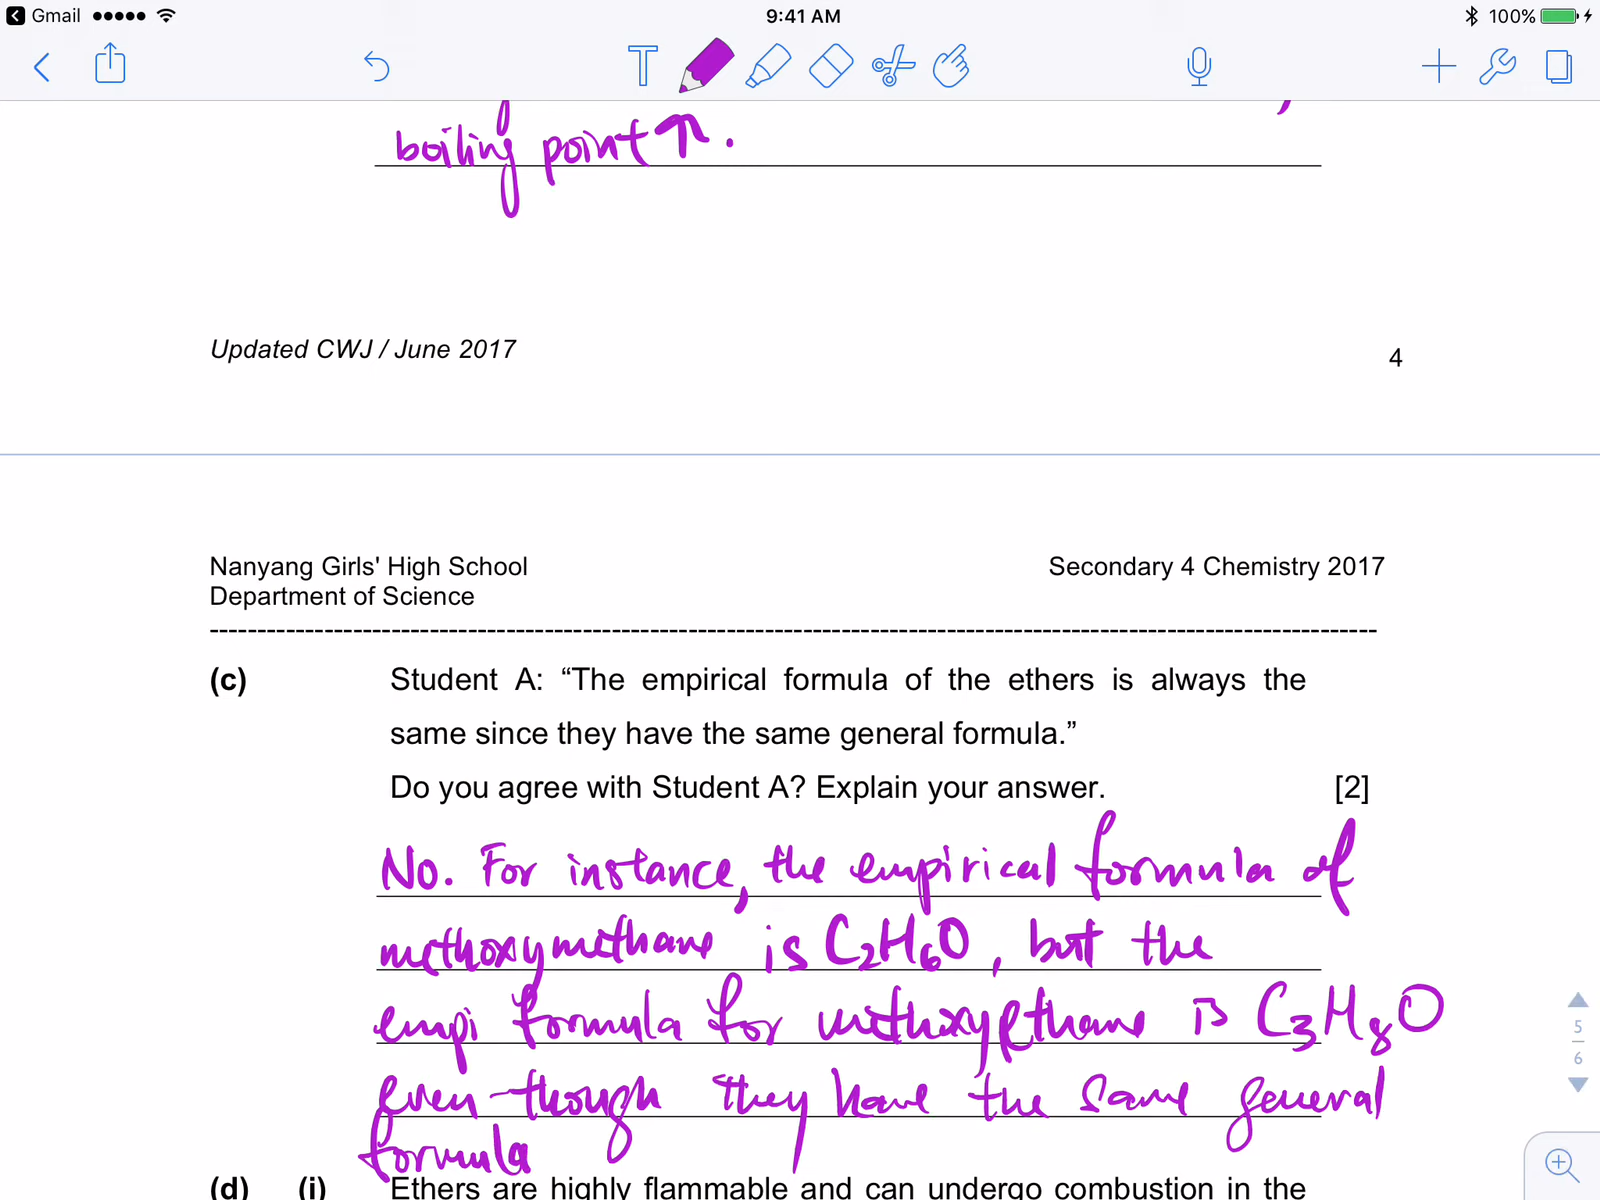 Gmail
9:41 AM
100%
T
boiling point ↑.
Updated CWJ / June 2017
4
Nanyang Girls' High School
Secondary 4 Chemistry 2017
Department of Science
(c)
Student A: “The empirical formula of the ethers is always the
same since they have the same general formula.”
Do you agree with Student A? Explain your answer.
[2]
No. For instance, the empirical formula of
methoxymethane is C₂H₆O, but the
empi formula for methoxyethane is C₃H₈O
even though they have the same general
formula
5
6
(d) (i) Ethers are highly flammable and can undergo combustion in the